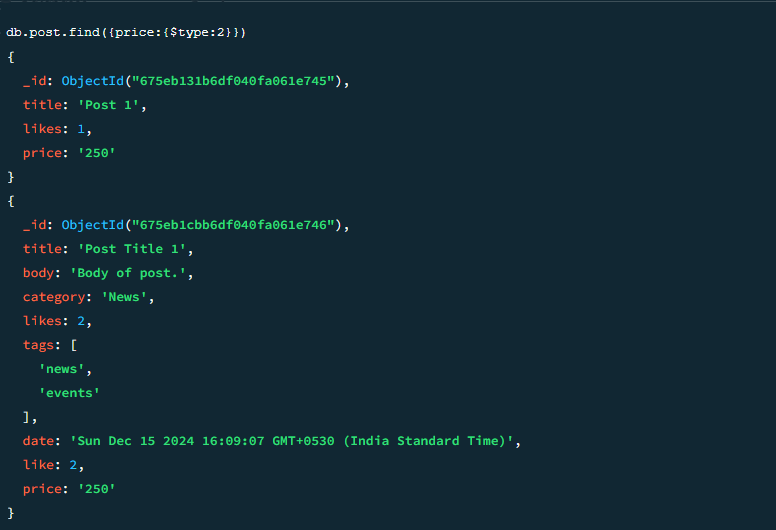 db.post.find({price:{$type:2}})
{
  _id: ObjectId("675eb131b6df040fa061e745"),
  title: 'Post 1',
  likes: 1,
  price: '250'
}
{
  _id: ObjectId("675eb1cbb6df040fa061e746"),
  title: 'Post Title 1',
  body: 'Body of post.',
  category: 'News',
  likes: 2,
  tags: [
    'news',
    'events'
  ],
  date: 'Sun Dec 15 2024 16:09:07 GMT+0530 (India Standard Time)',
  like: 2,
  price: '250'
}